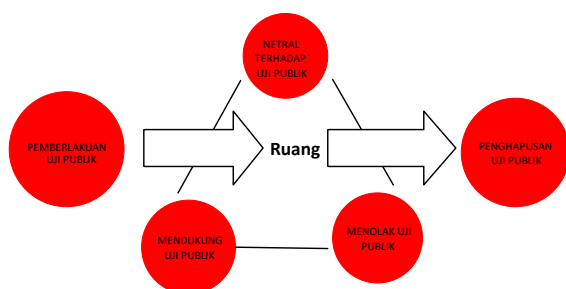 NETRAL
TERHADAP
UJI PUBLIK
PEMBERLAKUAN
UJI PUBLIK
Ruang
PENGHAPUSAN
UJI PUBLIK
MENDUKUNG
UJI PUBLIK
MENOLAK UJI
PUBLIK